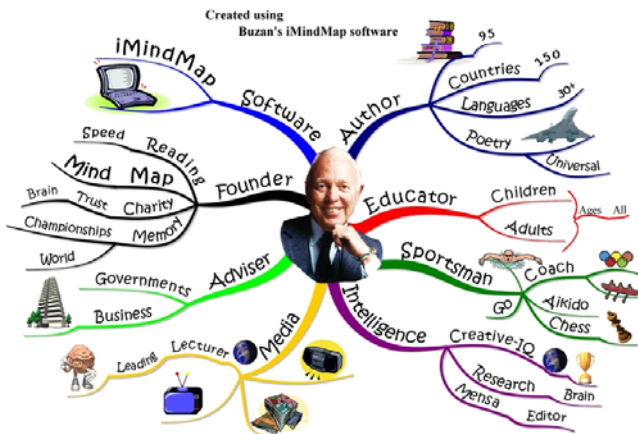 Created using
Buzan's iMindMap software
iMindMap
Software
Author
95
Countries
150
Languages
30+
Poetry
Universal
Founder
Speed Reading
Mind Map
Brain Trust Charity
Championships Memory
World
Educator
Children
Adults
Ages All
Adviser
Governments
Business
Sportsman
Coach
Aikido
Chess
Go
Media
Lecturer
Leading
Intelligence
Creative-IQ
Research
Brain
Mensa
Editor